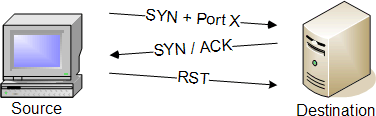 SYN + Port X
SYN / ACK
RST
Source
Destination